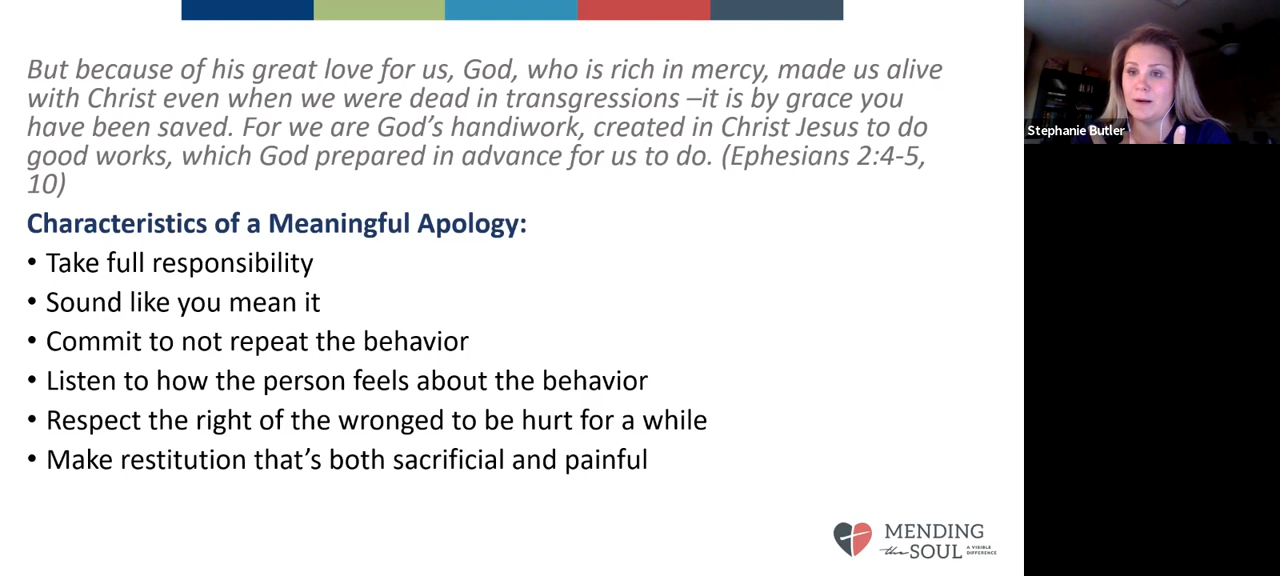 But because of his great love for us, God, who is rich in mercy, made us alive
with Christ even when we were dead in transgressions –it is by grace you
have been saved. For we are God’s handiwork, created in Christ Jesus to do
good works, which God prepared in advance for us to do. (Ephesians 2:4-5,
10)
Characteristics of a Meaningful Apology:
• Take full responsibility
• Sound like you mean it
• Commit to not repeat the behavior
• Listen to how the person feels about the behavior
• Respect the right of the wronged to be hurt for a while
• Make restitution that’s both sacrificial and painful
MENDING
the SOUL
A VISIBLE
DIFFERENCE
Stephanie Butler